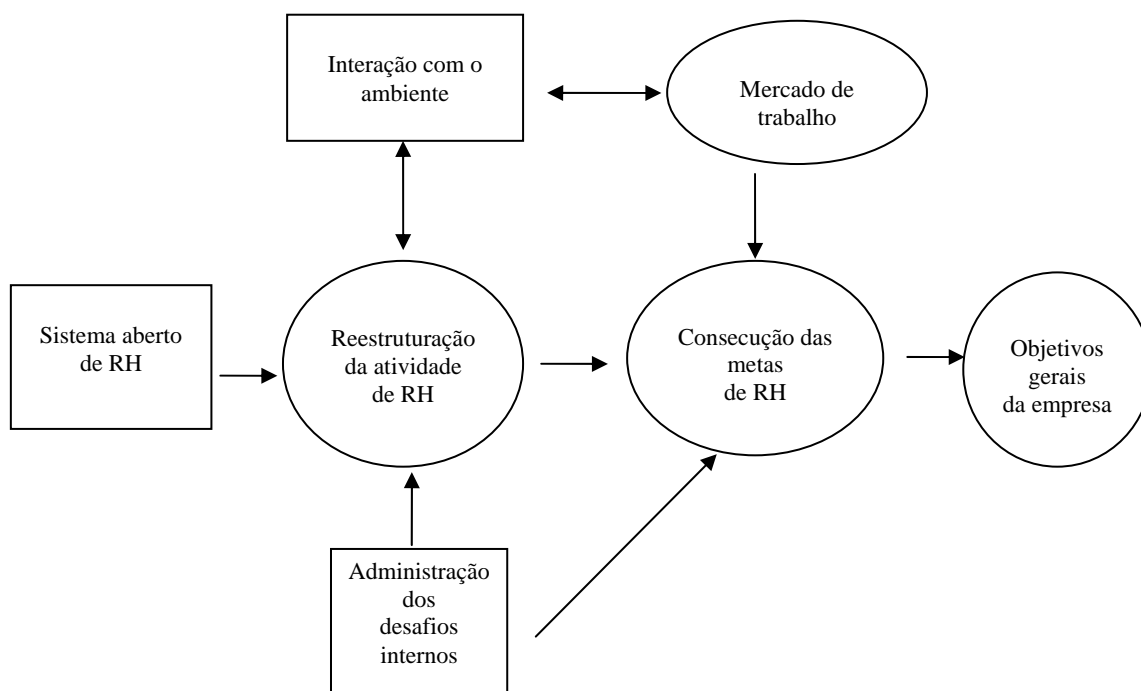 Interação com o
ambiente
Mercado de
trabalho
Sistema aberto
de RH
Reestruturação
da atividade
de RH
Consecução das
metas
de RH
Objetivos
gerais
da empresa
Administração
dos
desafios
internos